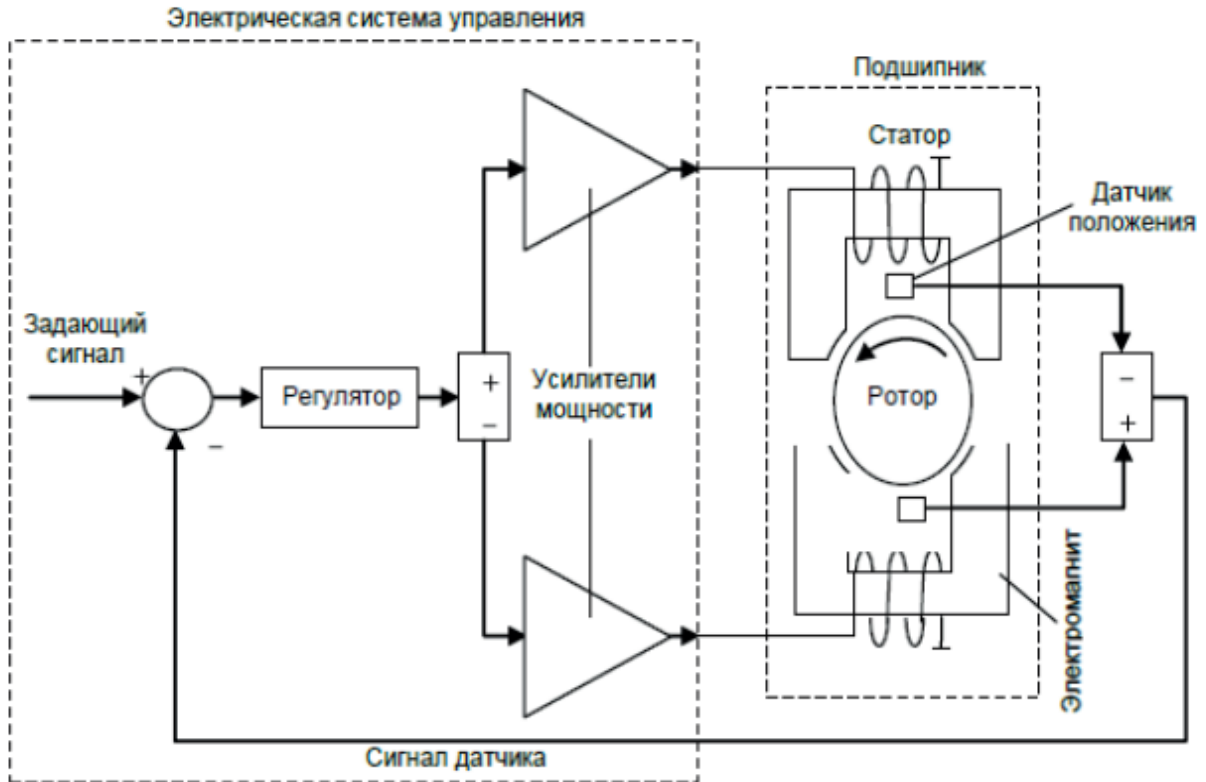 Электрическая система управления
Подшипник
Статор
Датчик
положения
Задающий
сигнал
+
–
Регулятор
+
–
Усилители
мощности
Ротор
–
+
Электромагнит
Сигнал датчика